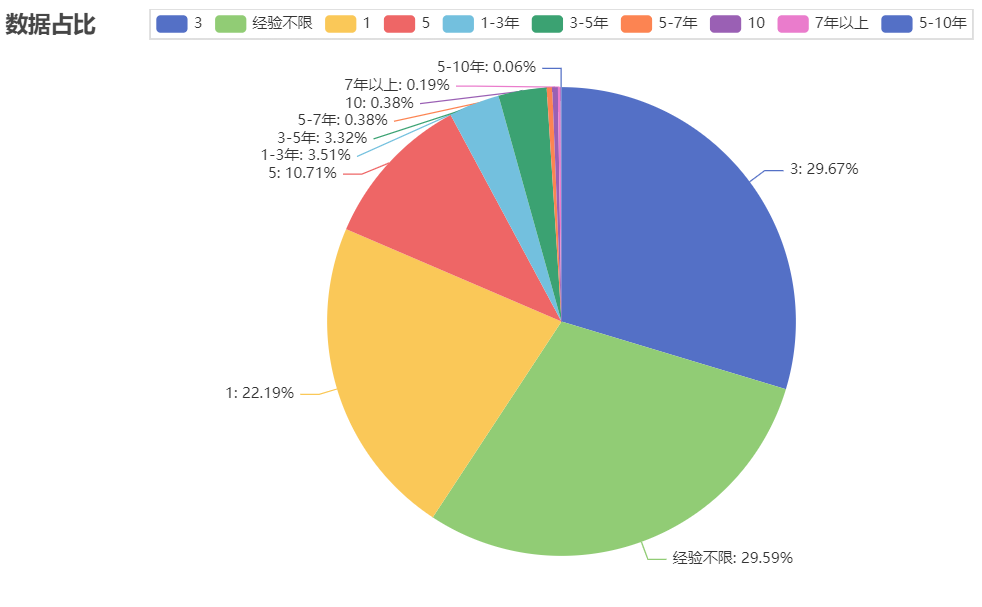 数据占比
3 经验不限 1 5 1-3年 3-5年 5-7年 10 7年以上 5-10年
5-10年: 0.06%
7年以上: 0.19%
10: 0.38%
5-7年: 0.38%
3-5年: 3.32%
1-3年: 3.51%
5: 10.71%
3: 29.67%
1: 22.19%
经验不限: 29.59%